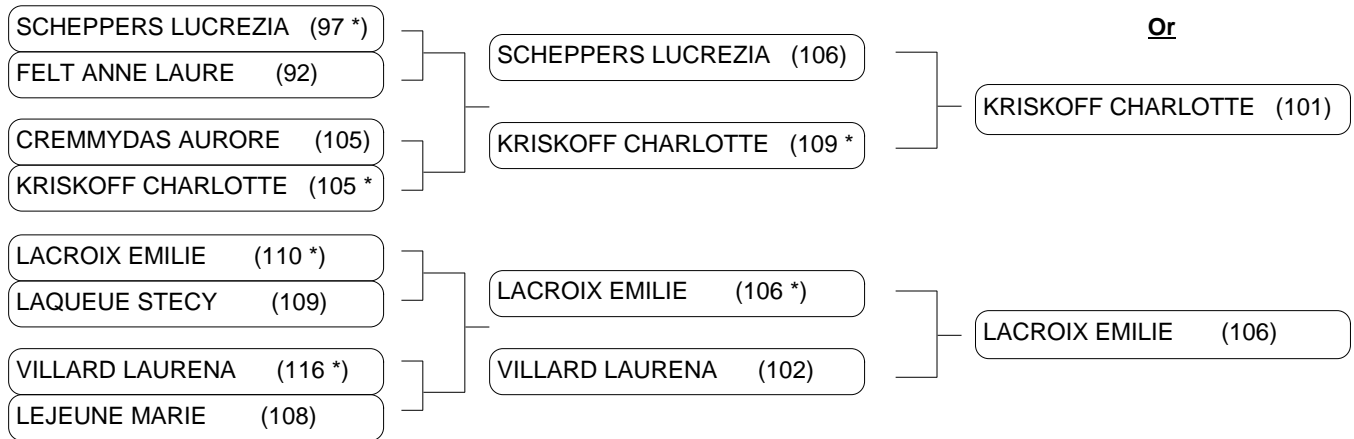 SCHEPPERS LUCREZIA (97 *)
FELT ANNE LAURE (92)
CREMMYDAS AURORE (105)
KRISKOFF CHARLOTTE (105 *
LACROIX EMILIE (110 *)
LAQUEUE STECY (109)
VILLARD LAURENA (116 *)
LEJEUNE MARIE (108)
SCHEPPERS LUCREZIA (106)
KRISKOFF CHARLOTTE (109 *
LACROIX EMILIE (106 *)
VILLARD LAURENA (102)
Or
KRISKOFF CHARLOTTE (101)
LACROIX EMILIE (106)